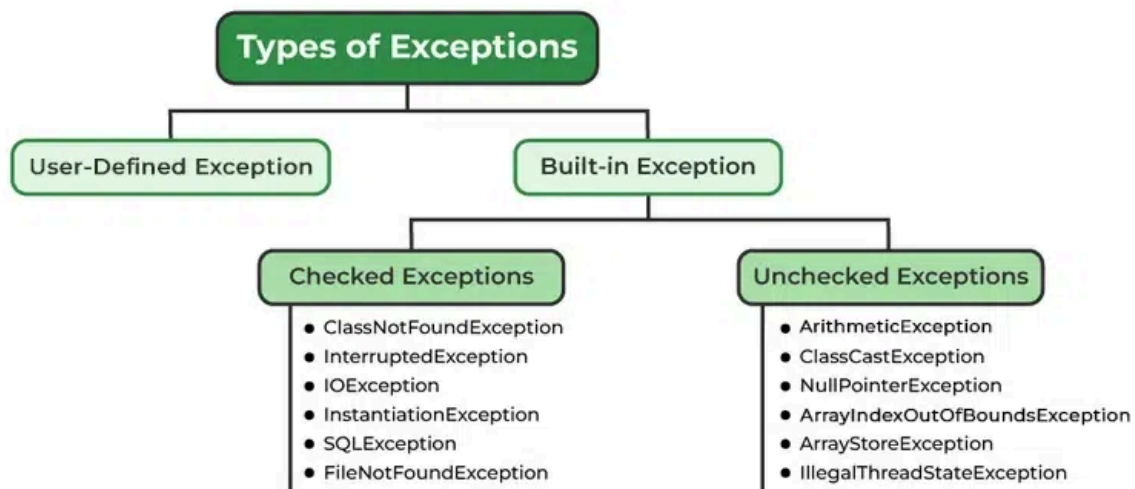 Types of Exceptions
User-Defined Exception
Built-in Exception
Checked Exceptions
• ClassNotFoundException
• InterruptedException
• IOException
• InstantiationException
• SQLException
• FileNotFoundException
Unchecked Exceptions
• ArithmeticException
• ClassCastException
• NullPointerException
• ArrayIndexOutOfBoundsException
• ArrayStoreException
• IllegalThreadStateException